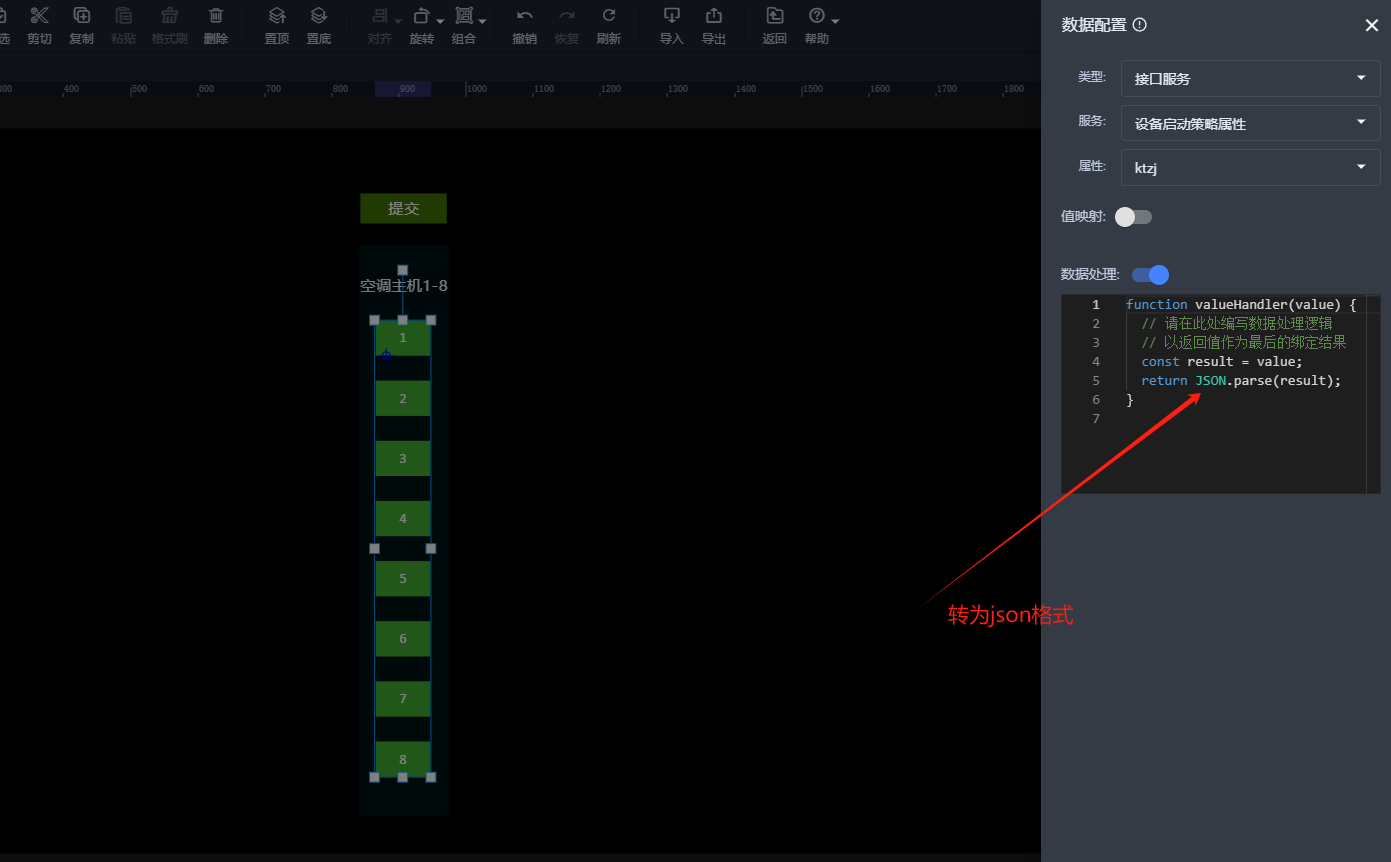 选 剪切 复制 粘贴 格式刷 删除 置顶 置底 对齐 旋转 组合 撤销 恢复 刷新 导入 导出 返回 帮助
400 500 600 700 800 900 1000 1100 1200 1300 1400 1500 1600 1700 1800
提交
空调主机1-8
1
2
3
4
5
6
7
8
数据配置
类型: 接口服务
服务: 设备启动策略属性
属性: ktzj
值映射:
数据处理:
1 function valueHandler(value) {
2 // 请在此处编写数据处理逻辑
3 // 以返回值作为最后的绑定结果
4 const result = value;
5 return JSON.parse(result);
6 }
7
转为json格式